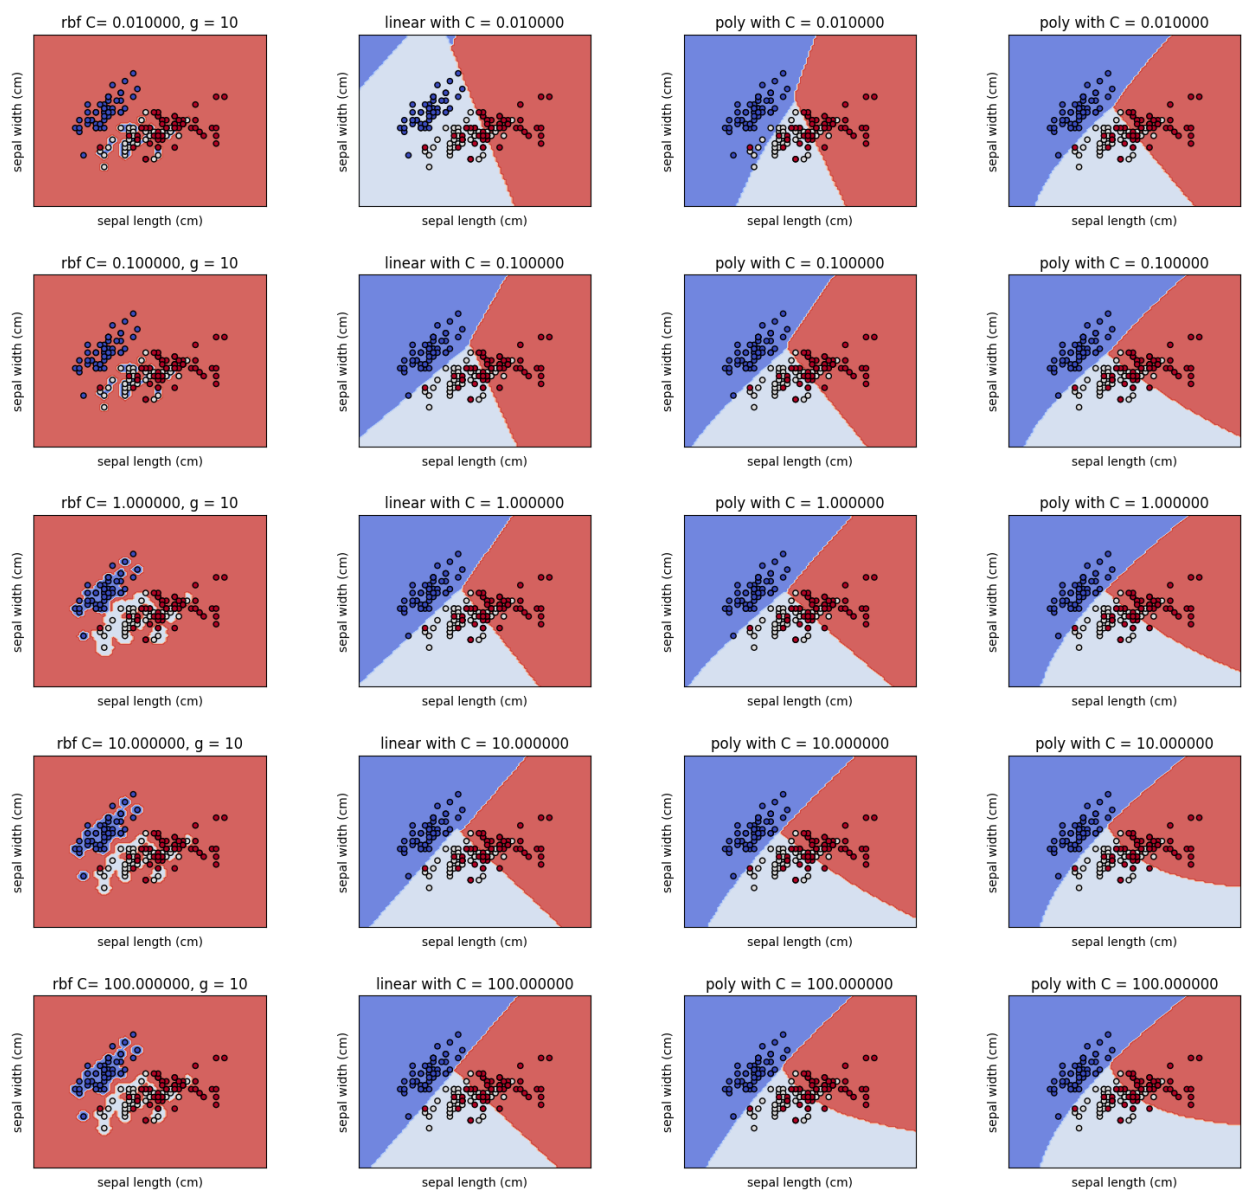 rbf C= 0.010000, g = 10
linear with C = 0.010000
poly with C = 0.010000
poly with C = 0.010000
sepal width (cm)
sepal width (cm)
sepal width (cm)
sepal width (cm)
sepal length (cm)
sepal length (cm)
sepal length (cm)
sepal length (cm)
rbf C= 0.100000, g = 10
linear with C = 0.100000
poly with C = 0.100000
poly with C = 0.100000
sepal width (cm)
sepal width (cm)
sepal width (cm)
sepal width (cm)
sepal length (cm)
sepal length (cm)
sepal length (cm)
sepal length (cm)
rbf C= 1.000000, g = 10
linear with C = 1.000000
poly with C = 1.000000
poly with C = 1.000000
sepal width (cm)
sepal width (cm)
sepal width (cm)
sepal width (cm)
sepal length (cm)
sepal length (cm)
sepal length (cm)
sepal length (cm)
rbf C= 10.000000, g = 10
linear with C = 10.000000
poly with C = 10.000000
poly with C = 10.000000
sepal width (cm)
sepal width (cm)
sepal width (cm)
sepal width (cm)
sepal length (cm)
sepal length (cm)
sepal length (cm)
sepal length (cm)
rbf C= 100.000000, g = 10
linear with C = 100.000000
poly with C = 100.000000
poly with C = 100.000000
sepal width (cm)
sepal width (cm)
sepal width (cm)
sepal width (cm)
sepal length (cm)
sepal length (cm)
sepal length (cm)
sepal length (cm)